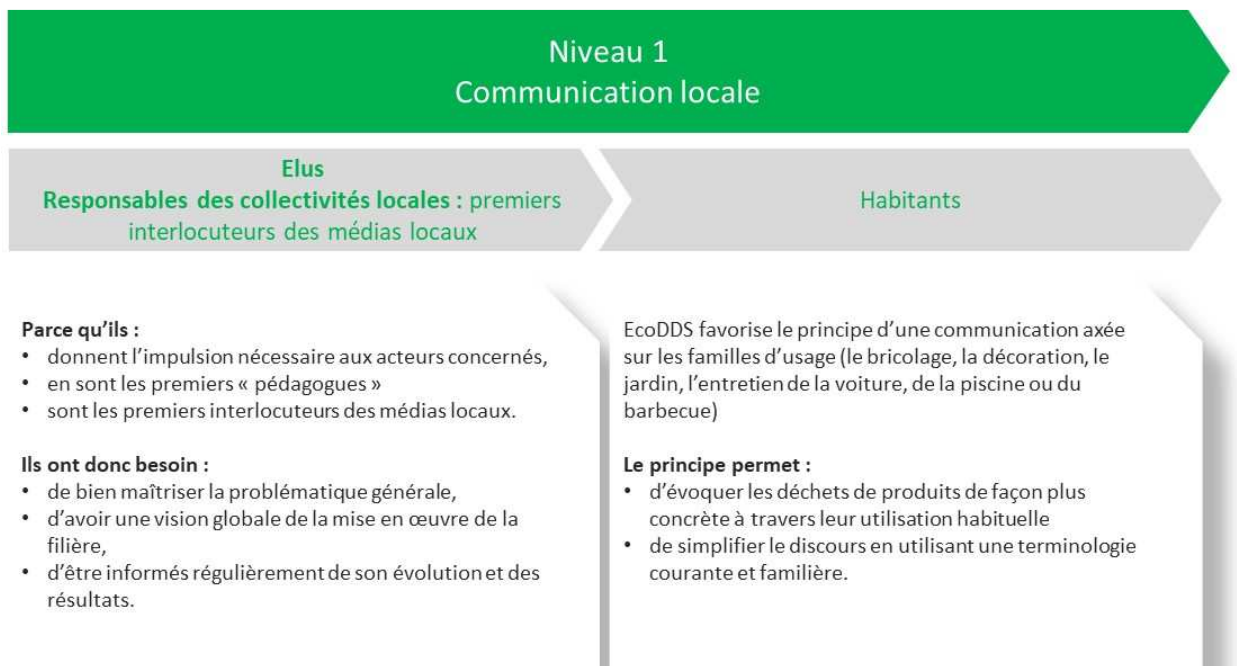 Niveau 1
Communication locale
Elus
Responsables des collectivités locales : premiers
interlocuteurs des médias locaux
Habitants
Parce qu'ils :
• donnent l'impulsion nécessaire aux acteurs concernés,
• en sont les premiers « pédagogues »
• sont les premiers interlocuteurs des médias locaux.
Ils ont donc besoin :
• de bien maîtriser la problématique générale,
• d'avoir une vision globale de la mise en œuvre de la
filière,
• d'être informés régulièrement de son évolution et des
résultats.
EcoDDS favorise le principe d'une communication axée
sur les familles d'usage (le bricolage, la décoration, le
jardin, l'entretien de la voiture, de la piscine ou du
barbecue)
Le principe permet :
• d'évoquer les déchets de produits de façon plus
concrète à travers leur utilisation habituelle
• de simplifier le discours en utilisant une terminologie
courante et familière.